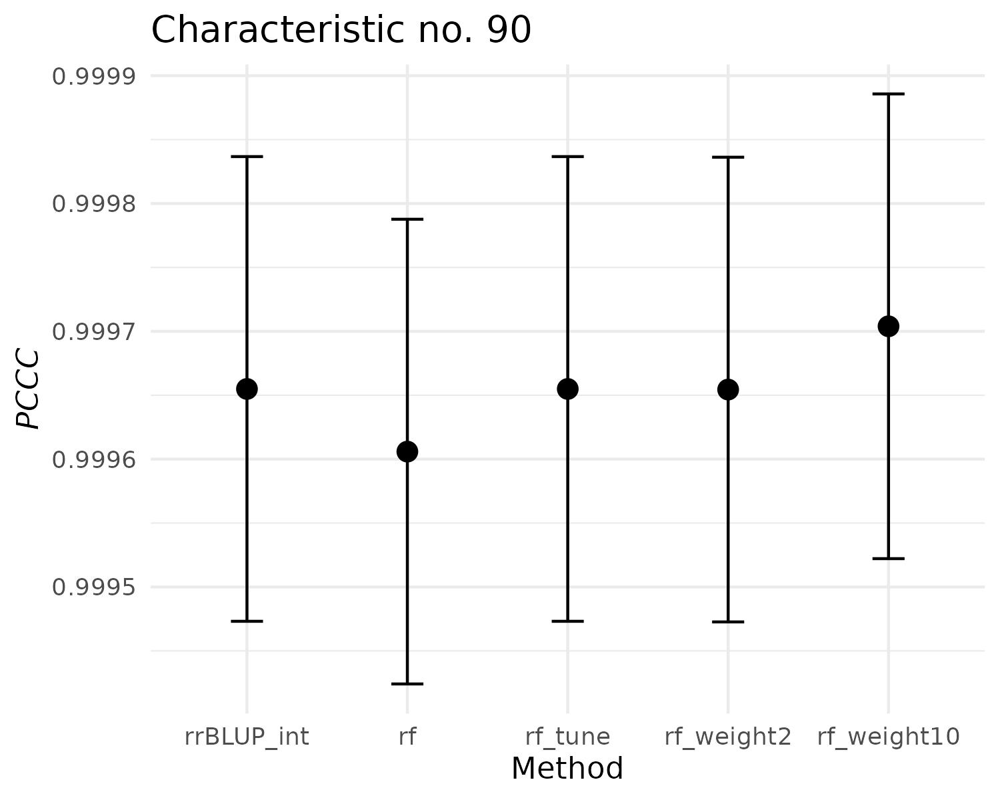 Characteristic no. 90
0.9999
0.9998
0.9997
0.9996
0.9995
PCCC
rrBLUP_int rf rf_tune rf_weight2 rf_weight10
Method